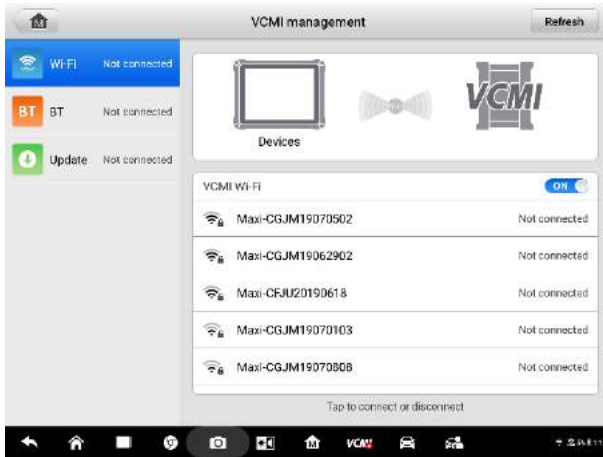 VCMI management
Refresh
Wi-Fi Not connected
BT BT Not connected
Update Not connected
VCMI
Devices
VCMI Wi-Fi ON
Maxi-CGJM19070502 Not connected
Maxi-CGJM19062902 Not connected
Maxi-CFJU20190618 Not connected
Maxi-CGJM19070103 Not connected
Maxi-CGJM19070808 Not connected
Tap to connect or disconnect
VCMI